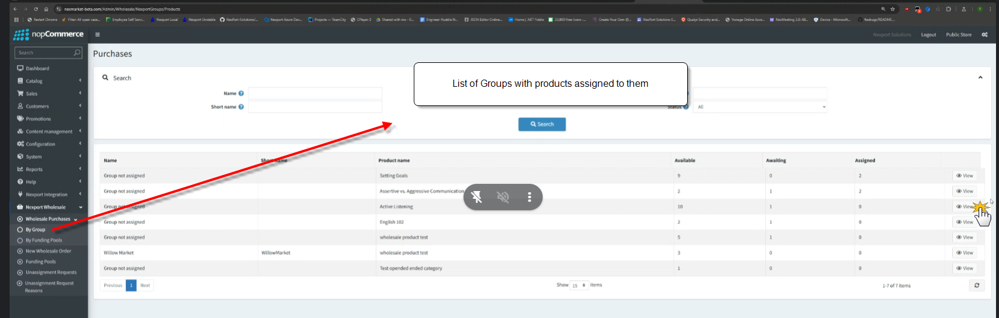 nexmarket-beta.com/Admin/Wholesale/NexportGroups/Products
Restart Chrome Filter: All open case... Employee Self Servi... Nexport Local Nexport Unstable NexPort-Solutions/... Nexport Azure Dev... Projects — TeamCity CPlayer 2 Shared with me - G... Engineer Huddle N... JSON Editor Online... Home | .NET Fiddle 23,800 Free Icons -... Create Your Own @... NexPort Solutions E... Qualys Security and... Vonage Online Acco... NexMeeting 2.0: All... Device - Microsoft... flexbugs/README...
nopCommerce
Nexport Solutions Logout Public Store
Search
Purchases
Dashboard
Catalog
Sales
Customers
Promotions
Content management
Configuration
System
Reports
Help
Nexport Integration
Nexport Wholesale
Wholesale Purchases
By Group
By Funding Pools
New Wholesale Order
Funding Pools
Unassignment Requests
Unassignment Request
Reasons
Search
List of Groups with products assigned to them
Name
Short name
Status All
Search
Name Short Name Product name Available Awaiting Assigned
Group not assigned Setting Goals 9 0 2 View
Group not assigned Assertive vs. Aggressive Communication 2 1 2 View
Group not assigned Active Listening 10 1 0 View
Group not assigned English 102 2 1 0 View
Group not assigned wholesale product test 5 1 0 View
Willow Market WillowMarket wholesale product test 3 0 0 View
Group not assigned Test opended ended category 1 0 0 View
Previous 1 Next Show 15 items 1-7 of 7 items